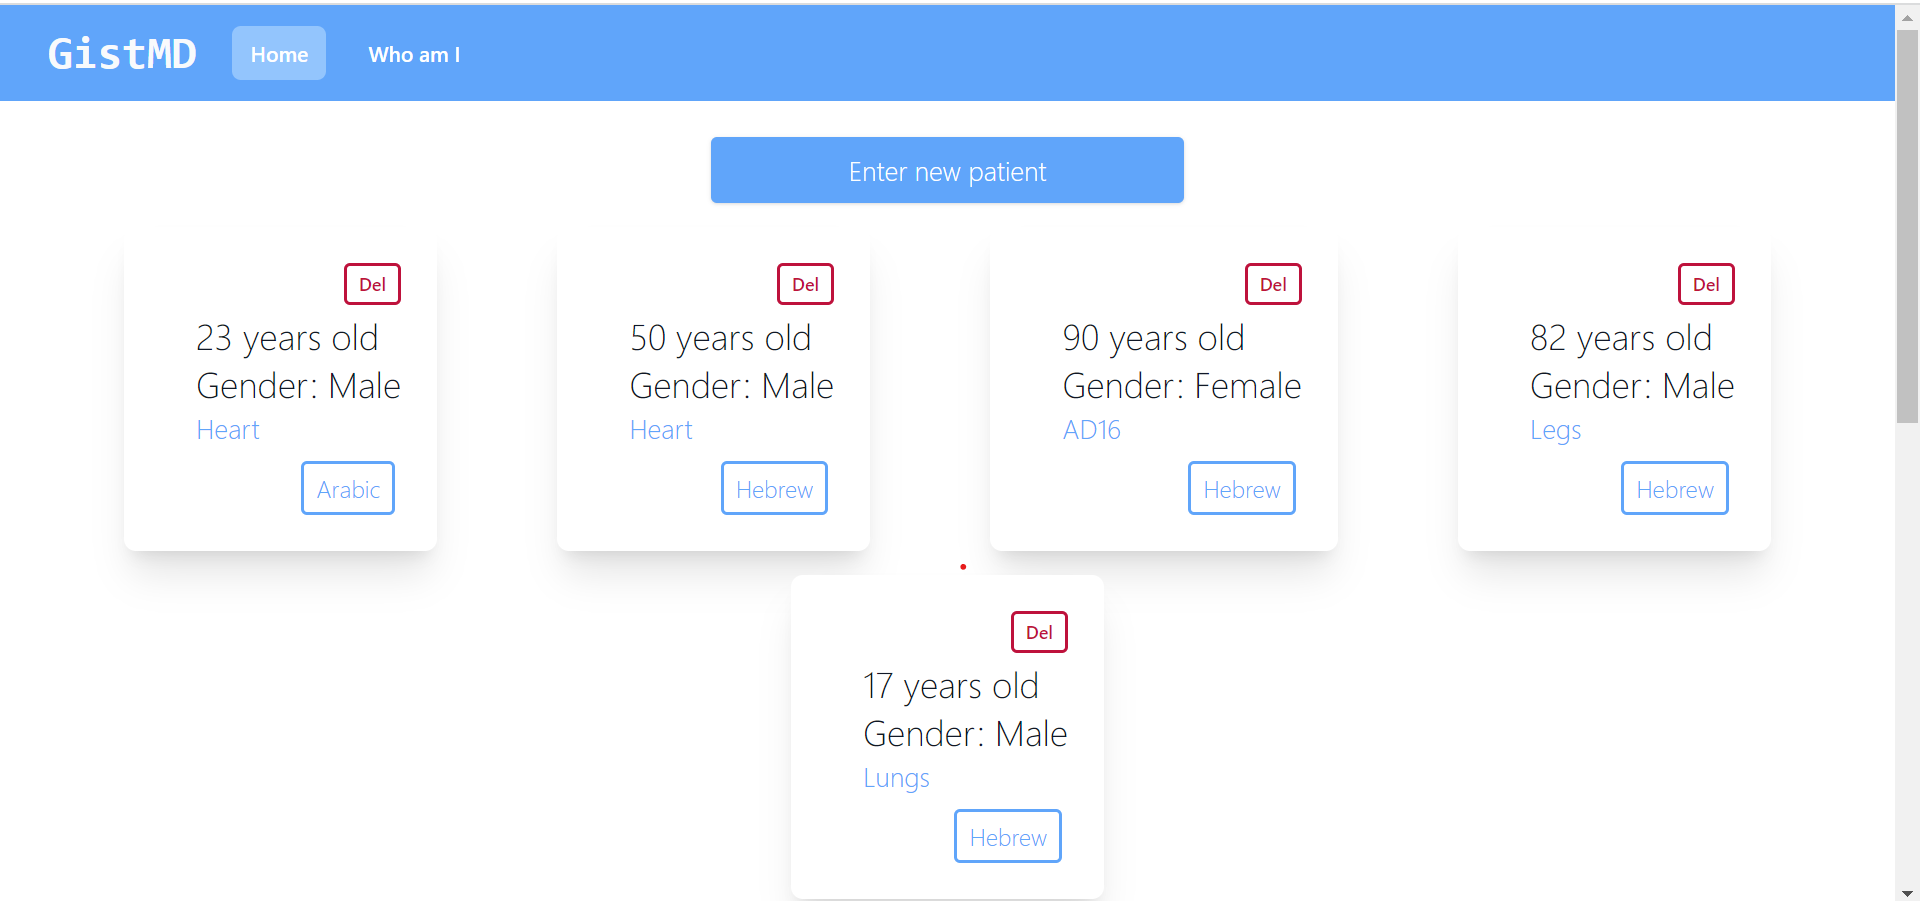 GistMD Home Who am I
Enter new patient
Del
23 years old
Gender: Male
Heart
Arabic
Del
50 years old
Gender: Male
Heart
Hebrew
Del
90 years old
Gender: Female
AD16
Hebrew
Del
82 years old
Gender: Male
Legs
Hebrew
Del
17 years old
Gender: Male
Lungs
Hebrew